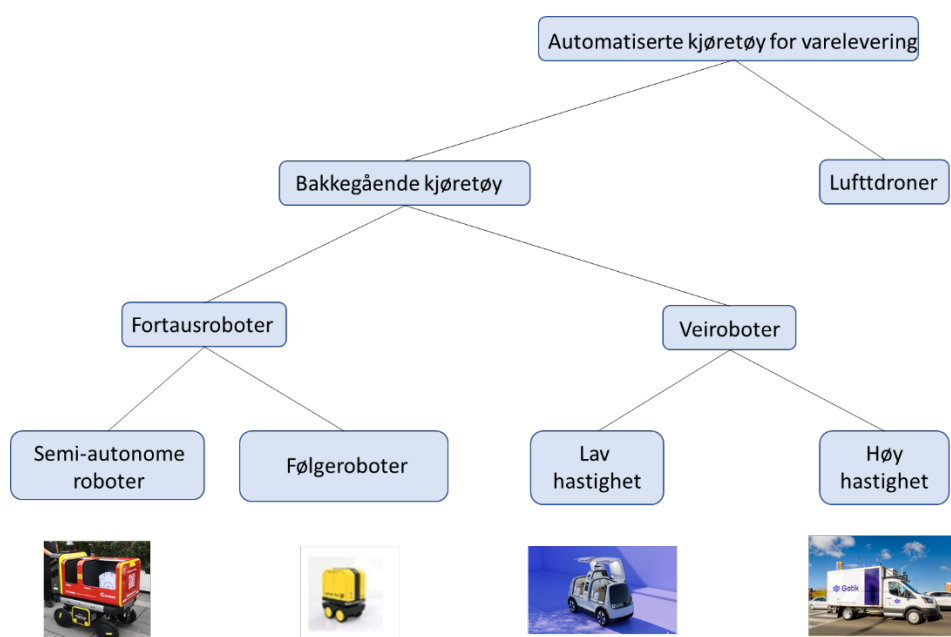 Automatiserte kjøretøy for varelevering
Bakkegående kjøretøy
Lufttdroner
Fortausroboter
Veiroboter
Semi-autonome
roboter
Følgeroboter
Lav
hastighet
Høy
hastighet
Gatik